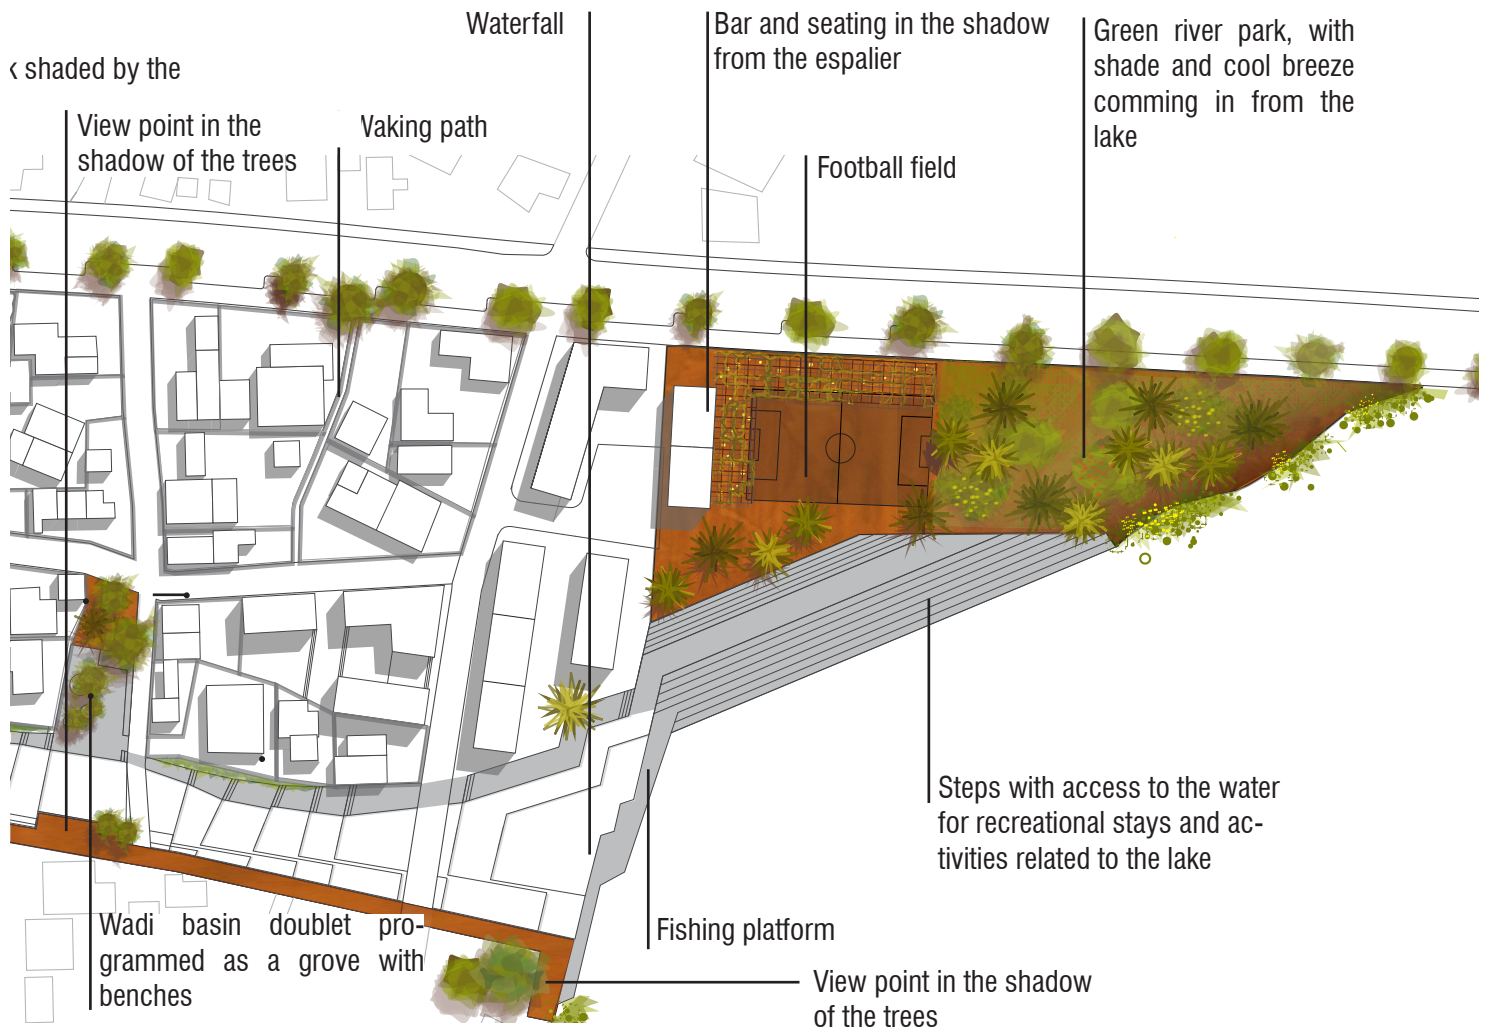 Waterfall
Bar and seating in the shadow
from the espalier
Green river park, with
shade and cool breeze
comming in from the
lake
shaded by the
View point in the
shadow of the trees
Waking path
Football field
Steps with access to the water
for recreational stays and ac-
tivities related to the lake
Wadi basin doublet pro-
grammed as a grove with
benches
Fishing platform
View point in the shadow
of the trees